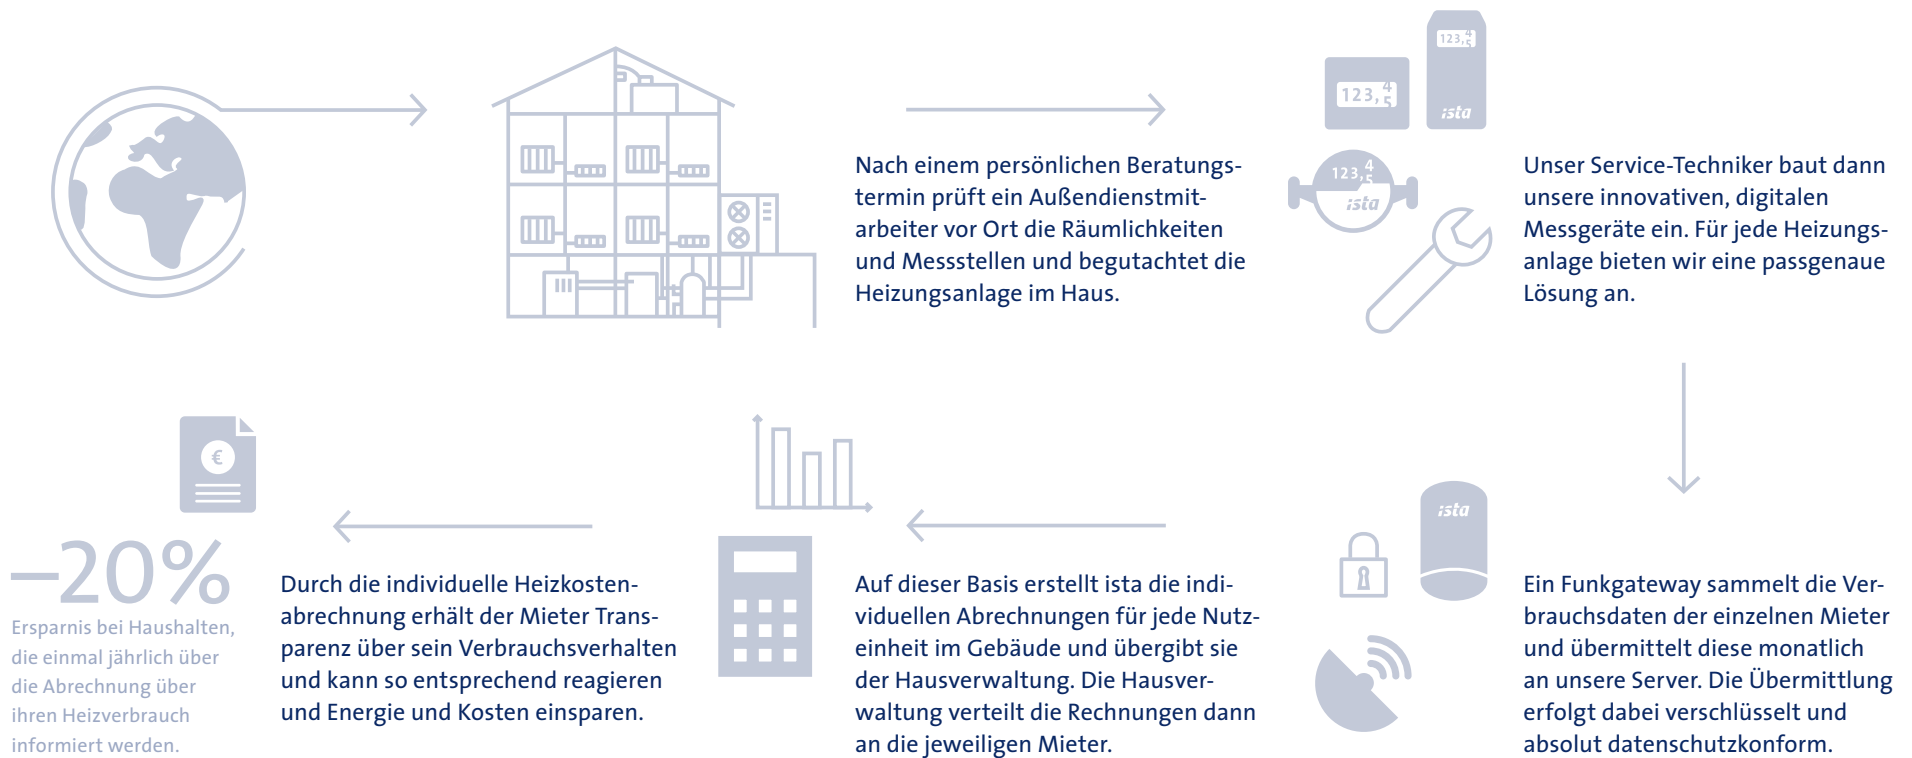 Nach einem persönlichen Beratungs-
termin prüft ein Außendienstmit-
arbeiter vor Ort die Räumlichkeiten
und Messstellen und begutachtet die
Heizungsanlage im Haus.
123,45
123,45
ista
123,45
ista
Unser Service-Techniker baut dann
unsere innovativen, digitalen
Messgeräte ein. Für jede Heizungs-
anlage bieten wir eine passgenaue
Lösung an.
ista
Ein Funkgateway sammelt die Ver-
brauchsdaten der einzelnen Mieter
und übermittelt diese monatlich
an unsere Server. Die Übermittlung
erfolgt dabei verschlüsselt und
absolut datenschutzkonform.
Auf dieser Basis erstellt ista die indi-
viduellen Abrechnungen für jede Nutz-
einheit im Gebäude und übergibt sie
der Hausverwaltung. Die Hausver-
waltung verteilt die Rechnungen dann
an die jeweiligen Mieter.
Durch die individuelle Heizkosten-
abrechnung erhält der Mieter Trans-
parenz über sein Verbrauchsverhalten
und kann so entsprechend reagieren
und Energie und Kosten einsparen.
€
–20%
Ersparnis bei Haushalten,
die einmal jährlich über
die Abrechnung über
ihren Heizverbrauch
informiert werden.